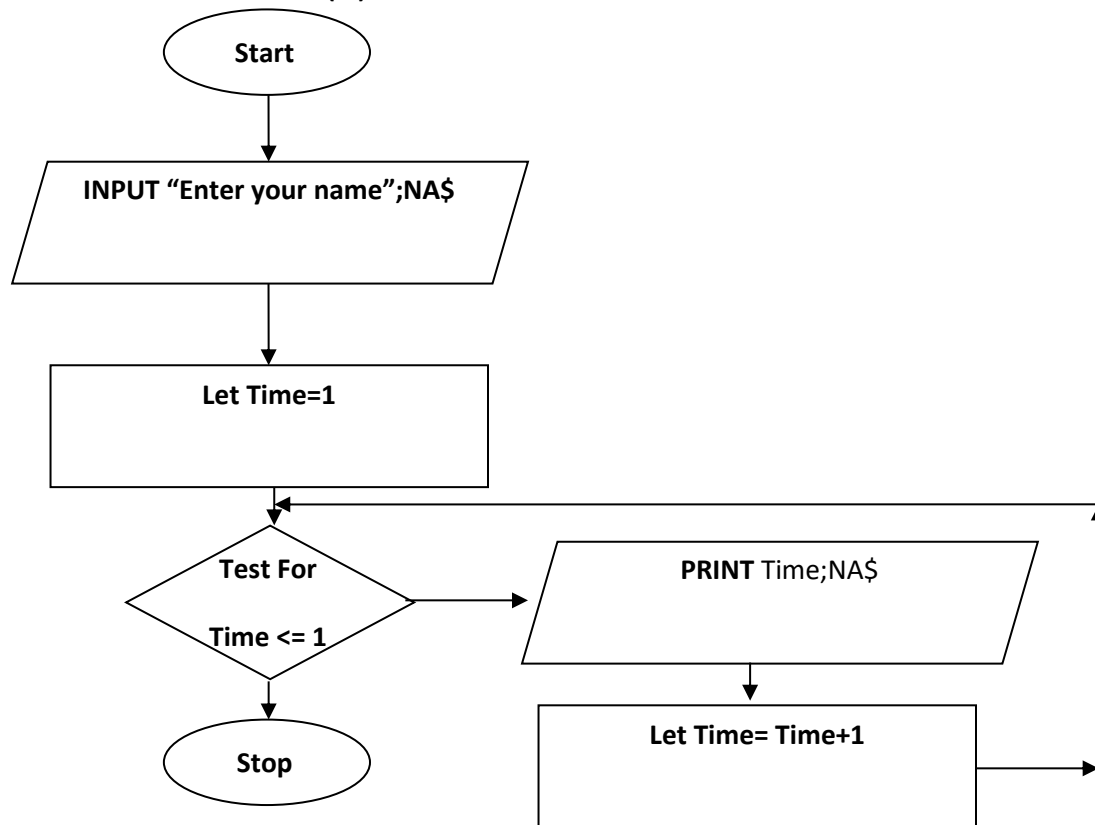 Start
INPUT “Enter your name”;NA$
Let Time=1
Test For
Time <= 1
PRINT Time;NA$
Let Time= Time+1
Stop